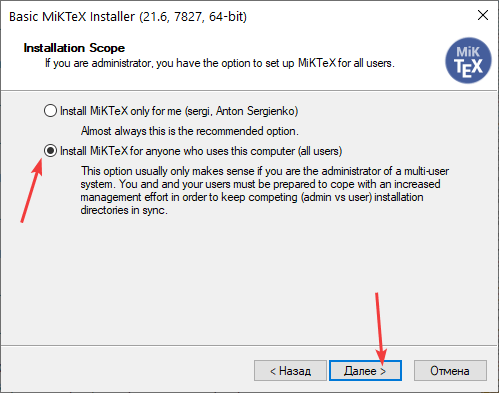 Basic MiKTeX Installer (21.6, 7827, 64-bit)
Installation Scope
If you are administrator, you have the option to set up MiKTeX for all users.
MiK
TEX
Install MiKTeX only for me (sergi, Anton Sergienko)
Almost always this is the recommended option.
Install MiKTeX for anyone who uses this computer (all users)
This option usually only makes sense if you are the administrator of a multi-user
system. You and and your users must be prepared to cope with an increased
management effort in order to keep competing (admin vs user) installation
directories in sync.
< Назад
Далее >
Отмена